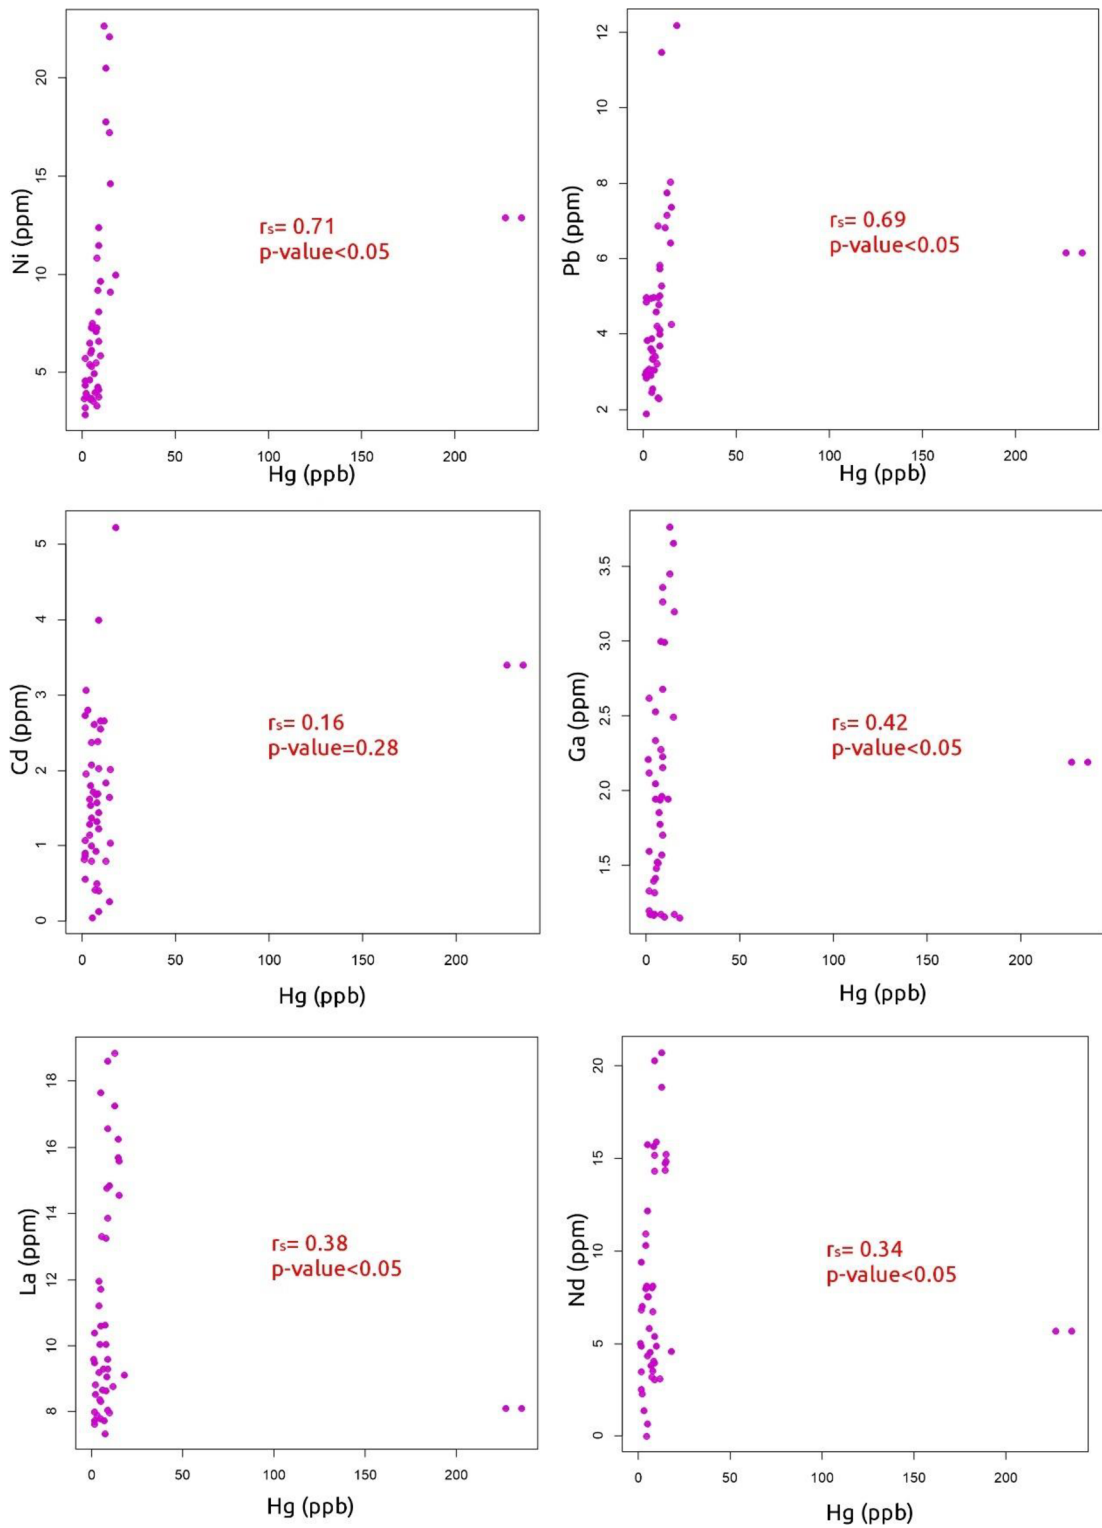 Ni (ppm)
20
15
10
5
rs= 0.71
p-value<0.05
0 50 100 150 200
Hg (ppb)
Pb (ppm)
12
10
8
6
4
2
rs= 0.69
p-value<0.05
0 50 100 150 200
Hg (ppb)
Cd (ppm)
5
4
3
2
1
0
rs= 0.16
p-value=0.28
0 50 100 150 200
Hg (ppb)
Ga (ppm)
3.5
3.0
2.5
2.0
1.5
rs= 0.42
p-value<0.05
0 50 100 150 200
Hg (ppb)
La (ppm)
18
16
14
12
10
8
rs= 0.38
p-value<0.05
0 50 100 150 200
Hg (ppb)
Nd (ppm)
20
15
10
5
0
rs= 0.34
p-value<0.05
0 50 100 150 200
Hg (ppb)